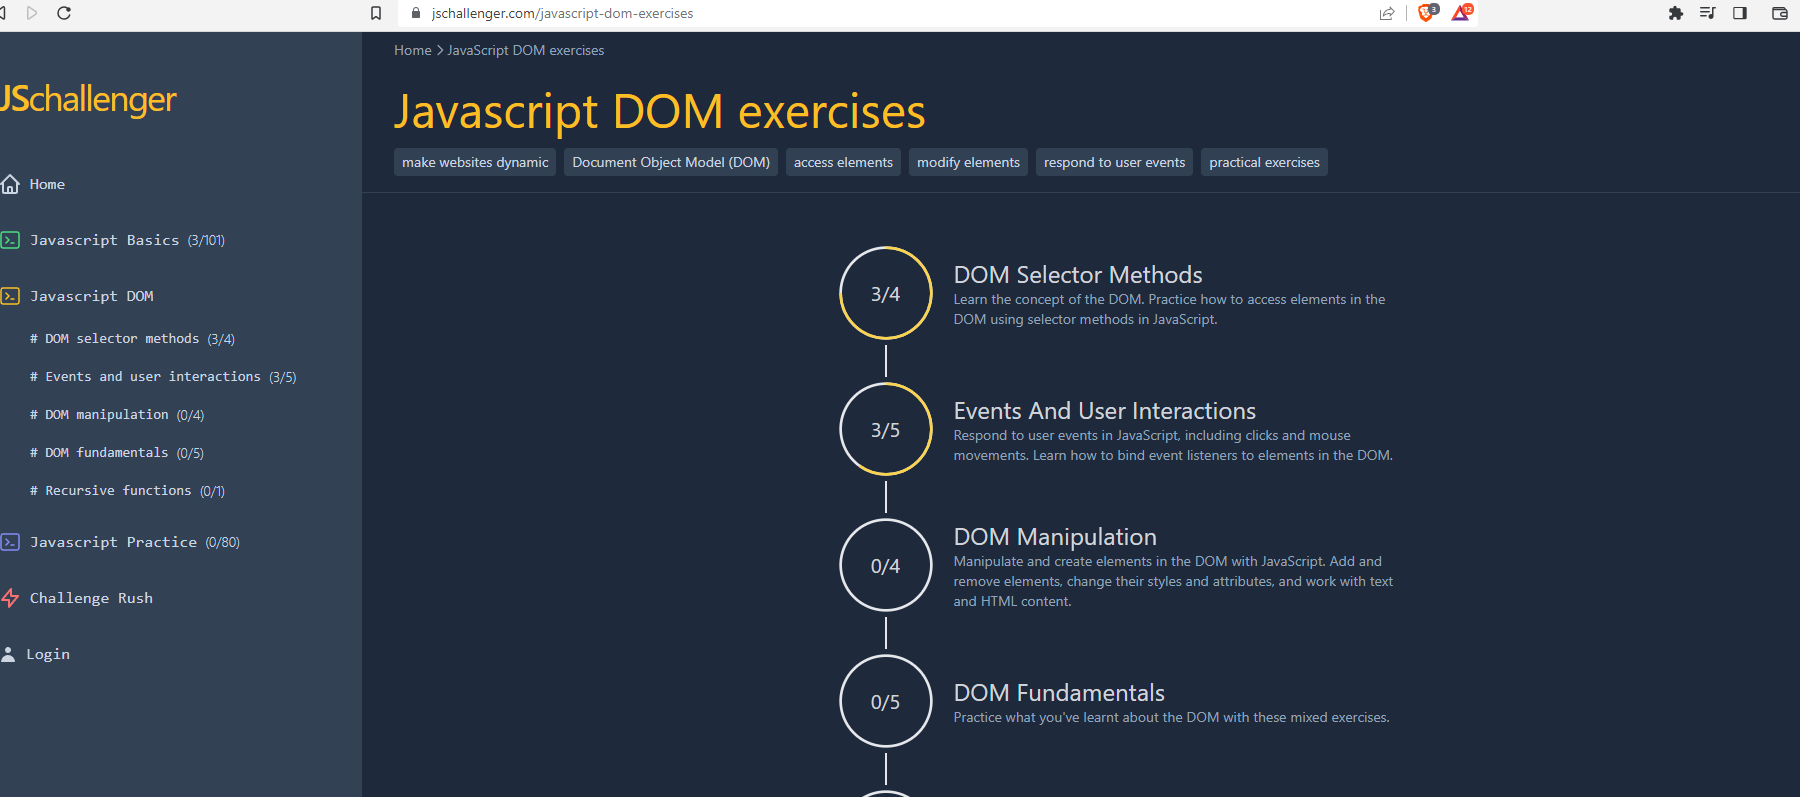 jschallenger.com/javascript-dom-exercises
3
12
Home > JavaScript DOM exercises
JSchallenger
Javascript DOM exercises
make websites dynamic
Document Object Model (DOM)
access elements
modify elements
respond to user events
practical exercises
Home
Javascript Basics (3/101)
Javascript DOM
# DOM selector methods (3/4)
# Events and user interactions (3/5)
# DOM manipulation (0/4)
# DOM fundamentals (0/5)
# Recursive functions (0/1)
Javascript Practice (0/80)
Challenge Rush
Login
3/4
DOM Selector Methods
Learn the concept of the DOM. Practice how to access elements in the
DOM using selector methods in JavaScript.
3/5
Events And User Interactions
Respond to user events in JavaScript, including clicks and mouse
movements. Learn how to bind event listeners to elements in the DOM.
0/4
DOM Manipulation
Manipulate and create elements in the DOM with JavaScript. Add and
remove elements, change their styles and attributes, and work with text
and HTML content.
0/5
DOM Fundamentals
Practice what you've learnt about the DOM with these mixed exercises.